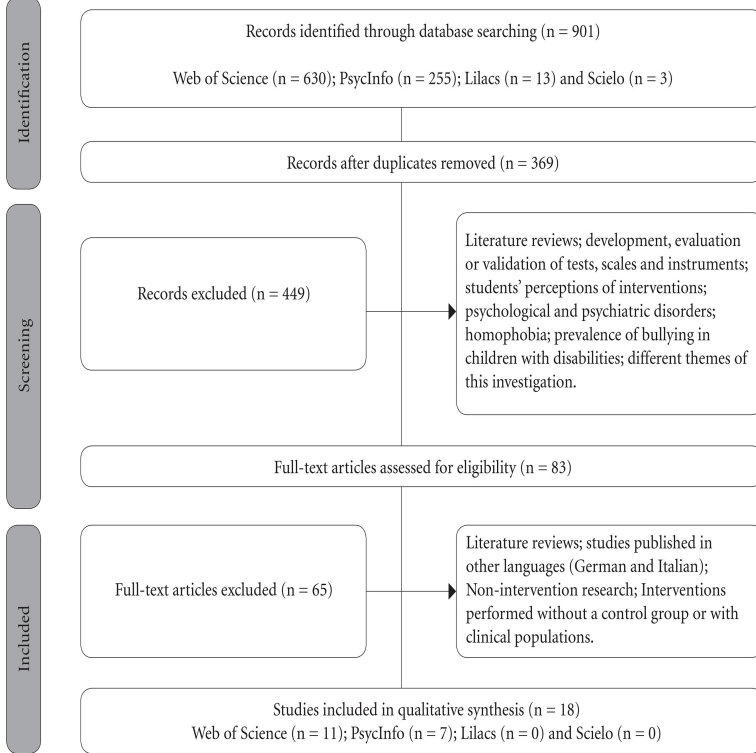 Identification
Records identified through database searching (n = 901)
Web of Science (n = 630); PsycInfo (n = 255); Lilacs (n = 13) and Scielo (n = 3)
Records after duplicates removed (n = 369)
Screening
Records excluded (n = 449)
Literature reviews; development, evaluation
or validation of tests, scales and instruments;
students’ perceptions of interventions;
psychological and psychiatric disorders;
homophobia; prevalence of bullying in
children with disabilities; different themes of
this investigation.
Full-text articles assessed for eligibility (n = 83)
Included
Full-text articles excluded (n = 65)
Literature reviews; studies published in
other languages (German and Italian);
Non-intervention research; Interventions
performed without a control group or with
clinical populations.
Studies included in qualitative synthesis (n = 18)
Web of Science (n = 11); PsycInfo (n = 7); Lilacs (n = 0) and Scielo (n = 0)